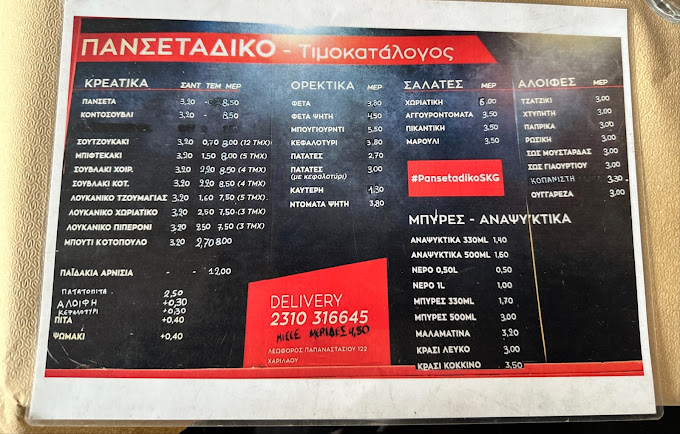 ΠΑΝΣΕΤΑΔΙΚΟ - Τιμοκατάλογος
ΚΡΕΑΤΙΚΑ ΣΑΝΤ ΤΕΜ ΜΕΡ
ΠΑΝΣΕΤΑ 3,20 - 8,50
ΚΟΝΤΟΣΟΥΒΛΙ 3,20 - 8,50
ΣΟΥΤΖΟΥΚΑΚΙ 3,20 0,70 8,00 (12 ΤΜΧ)
ΜΠΙΦΤΕΚΑΚΙ 3,20 1,50 8,00 (5 ΤΜΧ)
ΣΟΥΒΛΑΚΙ ΧΟΙΡ. 3,20 2,20 8,50 (4 ΤΜΧ)
ΣΟΥΒΛΑΚΙ ΚΟΤ. 3,20 2,20 8,50 (4 ΤΜΧ)
ΛΟΥΚΑΝΙΚΟ ΤΖΟΥΜΑΓΙΑΣ 3,20 1,60 7,50 (5 ΤΜΧ)
ΛΟΥΚΑΝΙΚΟ ΧΩΡΙΑΤΙΚΟ 3,20 2,50 7,50 (3 ΤΜΧ)
ΛΟΥΚΑΝΙΚΟ ΠΙΠΕΡΟΝΙ 3,20 2,50 7,50 (3 ΤΜΧ)
ΜΠΟΥΤΙ ΚΟΤΟΠΟΥΛΟ 3,20 2,70 8,00
ΠΑΪΔΑΚΙΑ ΑΡΝΙΣΙΑ - - 12,00
ΠΑΤΑΤΟΠΙΤΑ 2,50
ΑΛΟΙΦΗ +0,30
ΚΕΦΑΛΟΤΥΡΙ +0,30
ΠΙΤΑ +0,40
ΨΩΜΑΚΙ +0,40
ΟΡΕΚΤΙΚΑ ΜΕΡ
ΦΕΤΑ 3,80
ΦΕΤΑ ΨΗΤΗ 4,50
ΜΠΟΥΓΙΟΥΡΝΤΙ 5,50
ΚΕΦΑΛΟΤΥΡΙ 3,80
ΠΑΤΑΤΕΣ 2,70
ΠΑΤΑΤΕΣ 3,00
(με κεφαλοτύρι)
ΚΑΥΤΕΡΗ 1,30
ΝΤΟΜΑΤΑ ΨΗΤΗ 3,80
DELIVERY
2310 316645
ΜΙΣΕΣ ΜΕΡΙΔΕΣ 4,50
ΛΕΩΦΟΡΟΣ ΠΑΠΑΝΑΣΤΑΣΙΟΥ 122
ΧΑΡΙΛΑΟΥ
ΣΑΛΑΤΕΣ ΜΕΡ
ΧΩΡΙΑΤΙΚΗ 6,00
ΑΓΓΟΥΡΟΝΤΟΜΑΤΑ 3,50
ΠΙΚΑΝΤΙΚΗ 3,50
ΜΑΡΟΥΛΙ 3,50
#PansetadikoSKG
ΑΛΟΙΦΕΣ ΜΕΡ
ΤΖΑΤΖΙΚΙ 3,00
ΧΤΥΠΗΤΗ 3,00
ΠΑΠΡΙΚΑ 3,00
ΡΩΣΙΚΗ 3,00
ΣΩΣ ΜΟΥΣΤΑΡΔΑΣ 3,00
ΣΩΣ ΓΙΑΟΥΡΤΙΟΥ 3,00
ΚΟΠΑΝΙΣΤΗ 3,30
ΟΥΓΓΑΡΕΖΑ 3,00
ΜΠΥΡΕΣ - ΑΝΑΨΥΚΤΙΚΑ
ΑΝΑΨΥΚΤΙΚΑ 330ML 1,40
ΑΝΑΨΥΚΤΙΚΑ 500ML 1,60
ΝΕΡΟ 0,50L 0,50
ΝΕΡΟ 1L 1,00
ΜΠΥΡΕΣ 330ML 1,70
ΜΠΥΡΕΣ 500ML 3,00
ΜΑΛΑΜΑΤΙΝΑ 3,20
ΚΡΑΣΙ ΛΕΥΚΟ 3,00
ΚΡΑΣΙ ΚΟΚΚΙΝΟ 3,50